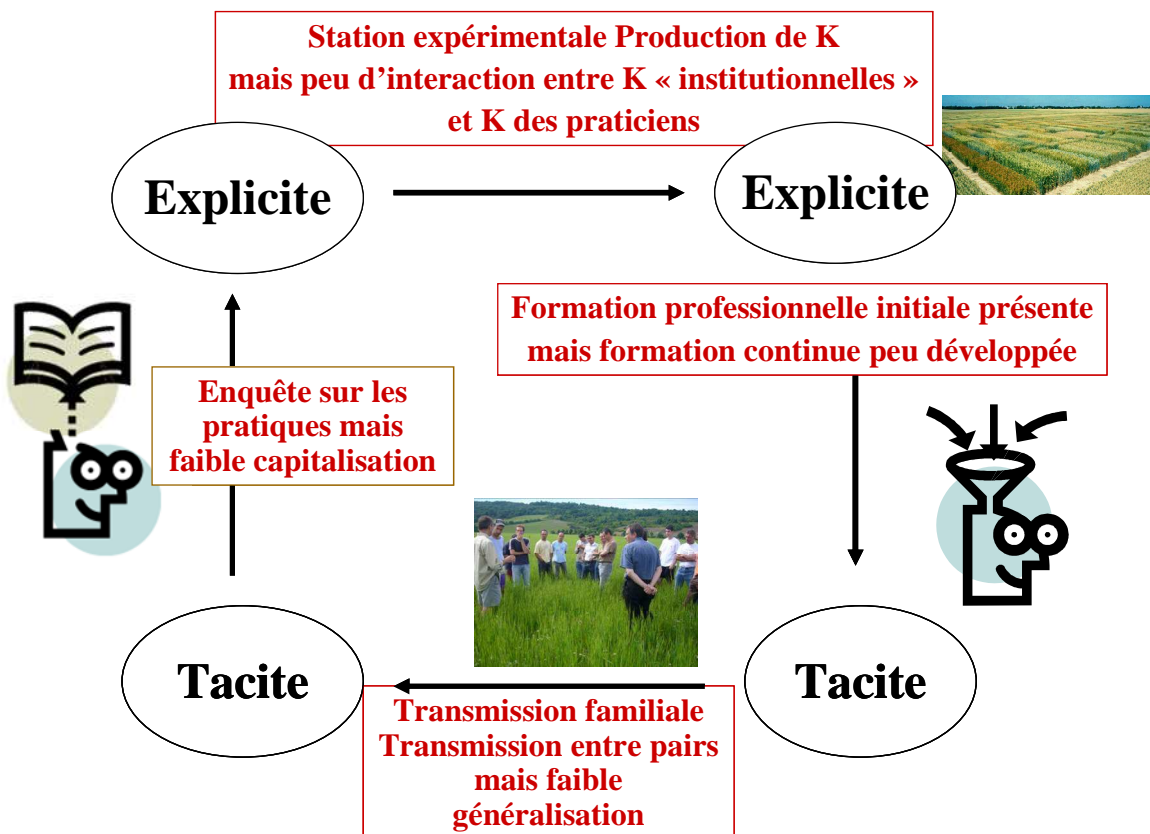 Station expérimentale Production de K
mais peu d’interaction entre K « institutionnelles »
et K des praticiens
Explicite
Explicite
Formation professionnelle initiale présente
mais formation continue peu développée
Enquête sur les
pratiques mais
faible capitalisation
Tacite
Tacite
Transmission familiale
Transmission entre pairs
mais faible
généralisation